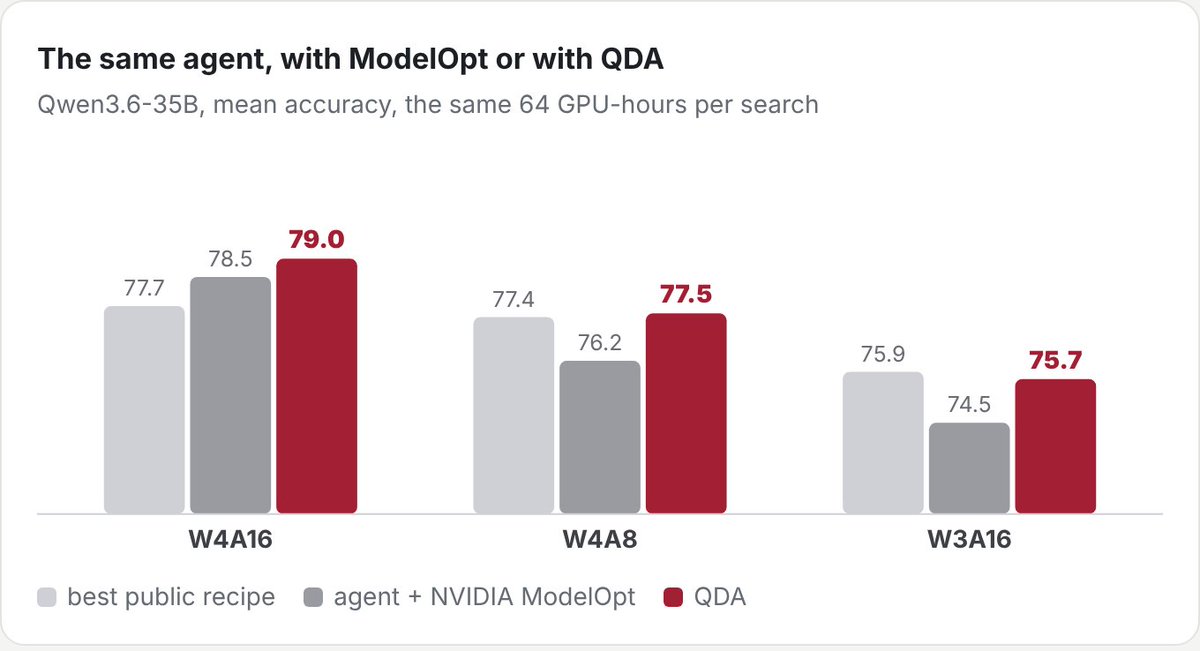 The same agent, with ModelOpt or with QDA
Qwen3.6-35B, mean accuracy, the same 64 GPU-hours per search
77.7
78.5
79.0
77.4
76.2
77.5
75.9
74.5
75.7
W4A16
W4A8
W3A16
best public recipe
agent + NVIDIA ModelOpt
QDA